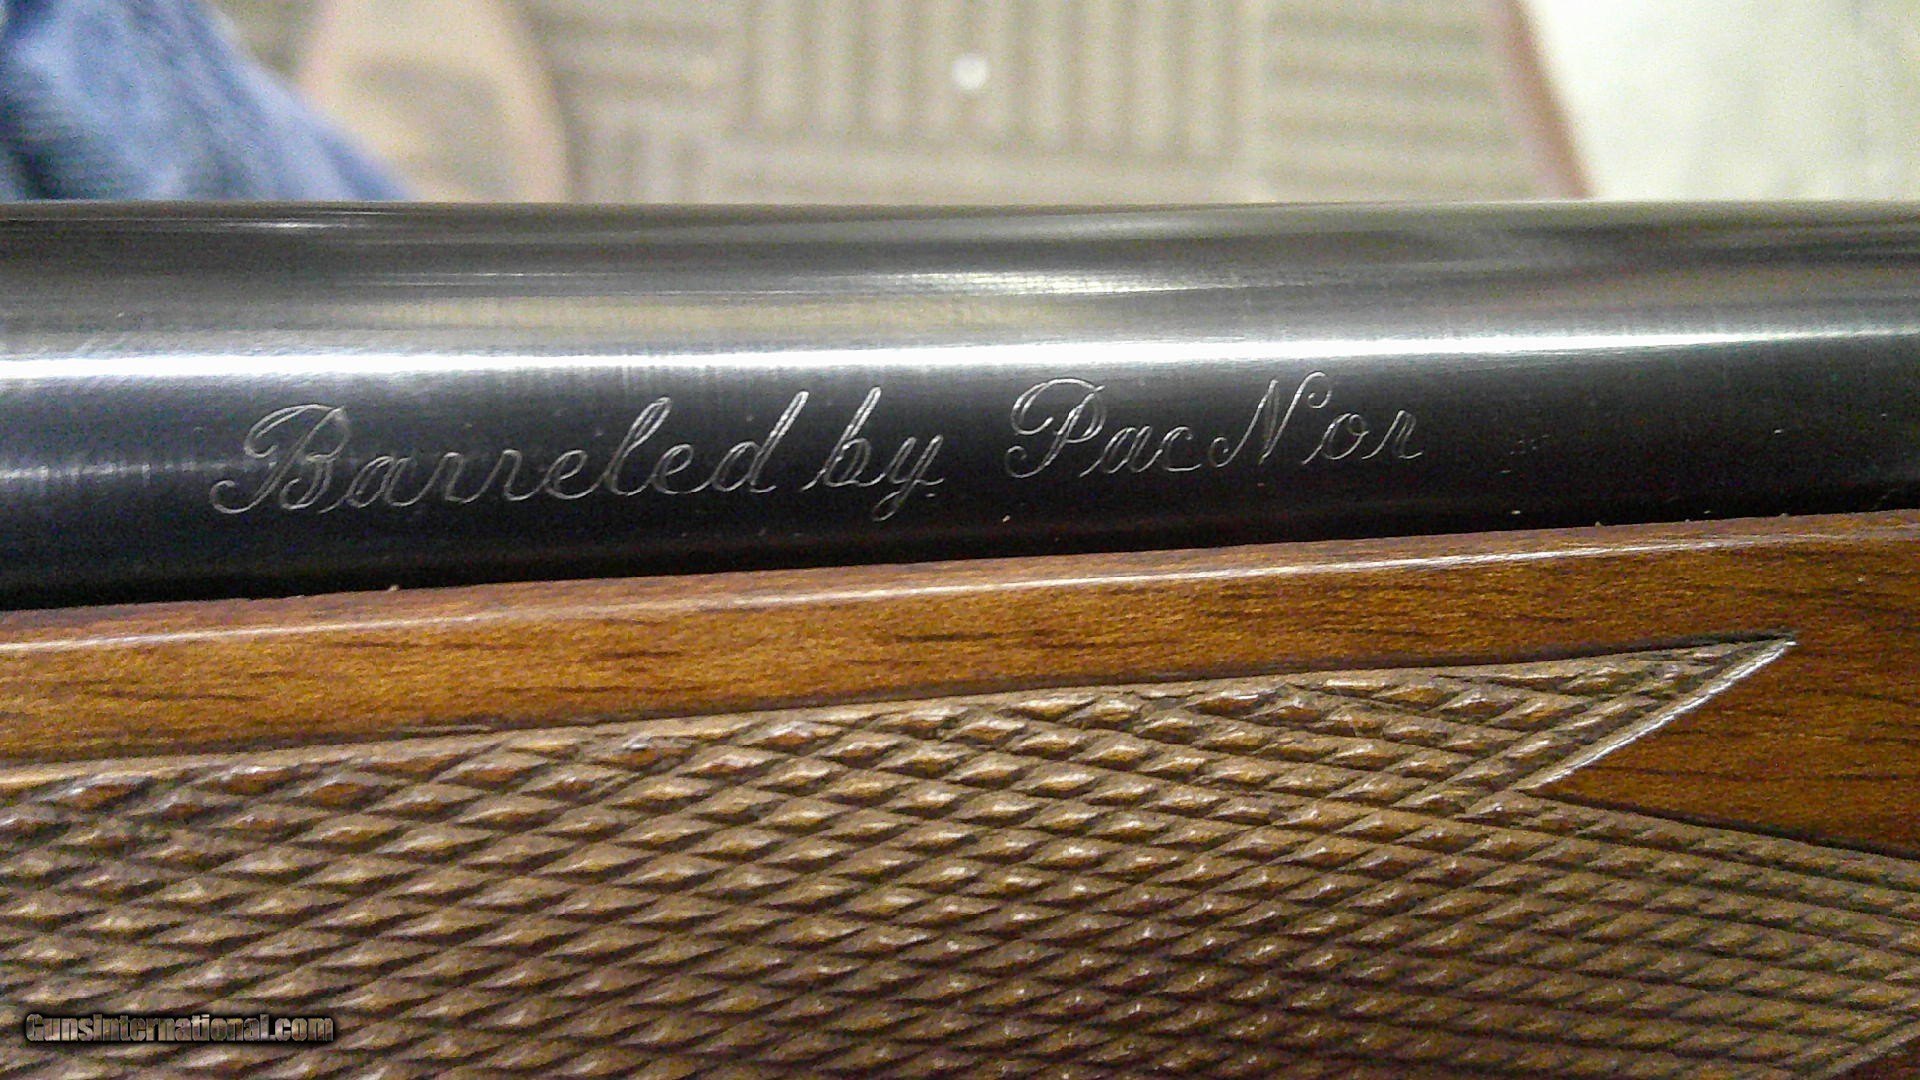 Barreled by PacNor
GunsInternational.com